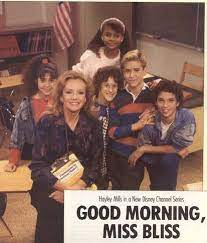 Hayley Mills in a New Disney Channel Series
GOOD MORNING,
MISS BLISS